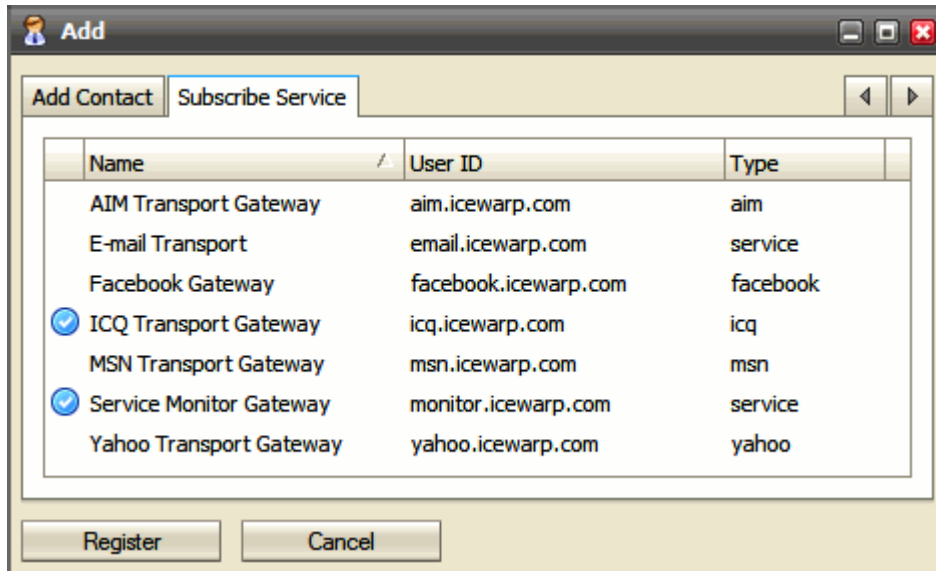 Add
Add Contact Subscribe Service
Name User ID Type
AIM Transport Gateway aim.icewarp.com aim
E-mail Transport email.icewarp.com service
Facebook Gateway facebook.icewarp.com facebook
ICQ Transport Gateway icq.icewarp.com icq
MSN Transport Gateway msn.icewarp.com msn
Service Monitor Gateway monitor.icewarp.com service
Yahoo Transport Gateway yahoo.icewarp.com yahoo
Register Cancel